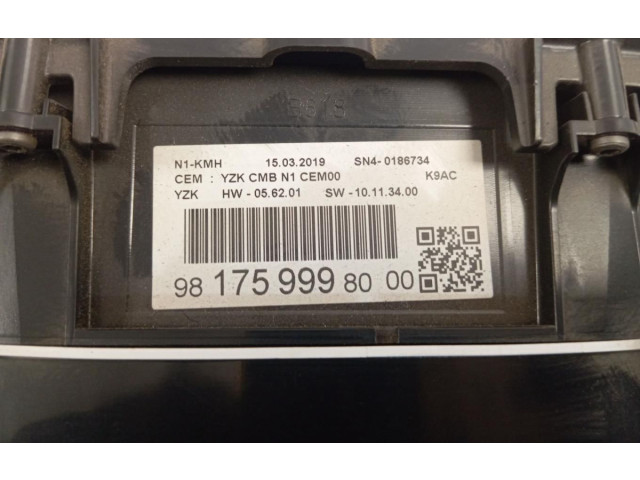 N1-KMH 15.03.2019 SN4- 0186734
CEM : YZK CMB N1 CEM00 K9AC
YZK HW - 05.62.01 SW - 10.11.34.00
98 175 999 80 00